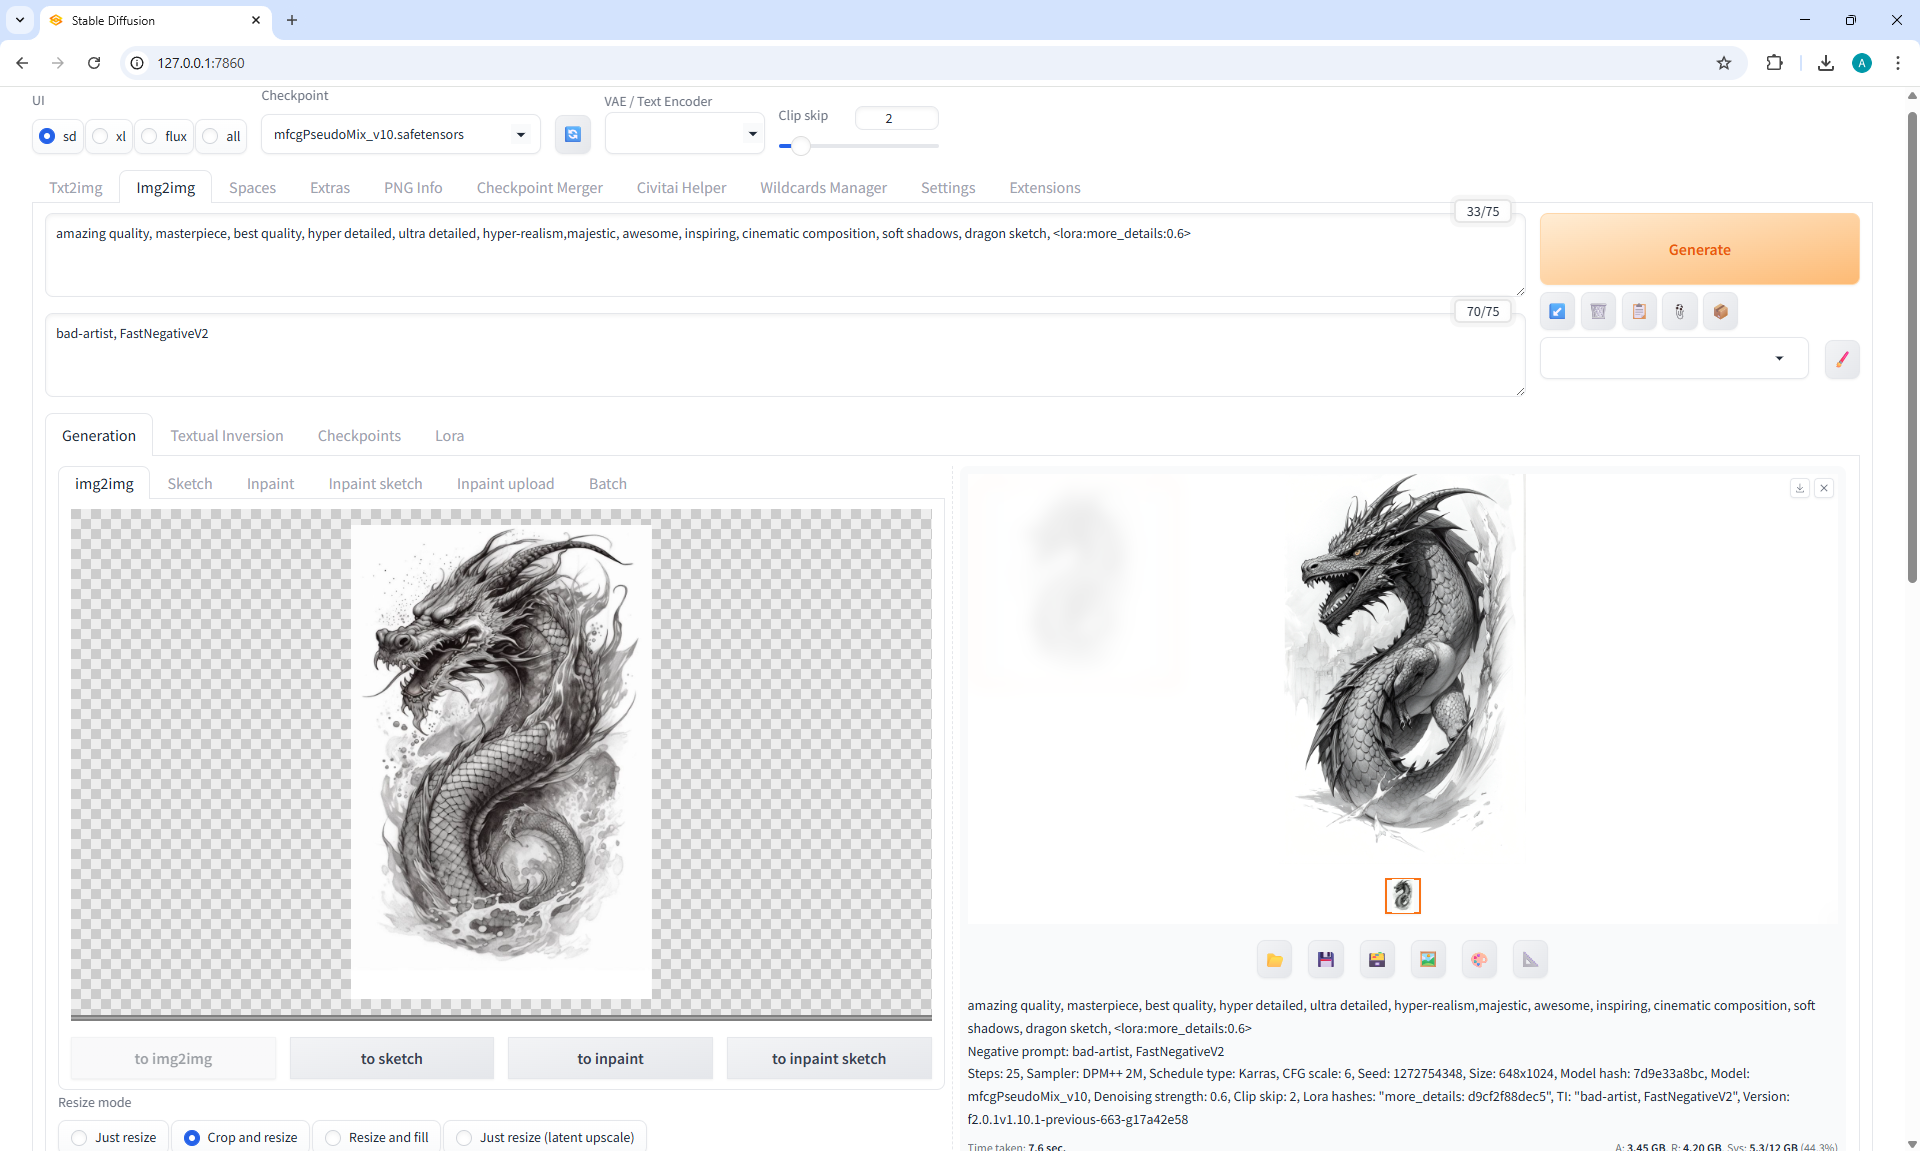 Stable Diffusion
127.0.0.1:7860
UI
Checkpoint
VAE / Text Encoder
Clip skip
2
sd
xl
flux
all
mfcgPseudoMix_v10.safetensors
Txt2img
Img2img
Spaces
Extras
PNG Info
Checkpoint Merger
Civitai Helper
Wildcards Manager
Settings
Extensions
33/75
amazing quality, masterpiece, best quality, hyper detailed, ultra detailed, hyper-realism,majestic, awesome, inspiring, cinematic composition, soft shadows, dragon sketch, <lora:more_details:0.6>
Generate
70/75
bad-artist, FastNegativeV2
Generation
Textual Inversion
Checkpoints
Lora
img2img
Sketch
Inpaint
Inpaint sketch
Inpaint upload
Batch
to img2img
to sketch
to inpaint
to inpaint sketch
Resize mode
Just resize
Crop and resize
Resize and fill
Just resize (latent upscale)
amazing quality, masterpiece, best quality, hyper detailed, ultra detailed, hyper-realism,majestic, awesome, inspiring, cinematic composition, soft
shadows, dragon sketch, <lora:more_details:0.6>
Negative prompt: bad-artist, FastNegativeV2
Steps: 25, Sampler: DPM++ 2M, Schedule type: Karras, CFG scale: 6, Seed: 1272754348, Size: 648x1024, Model hash: 7d9e33a8bc, Model:
mfcgPseudoMix_v10, Denoising strength: 0.6, Clip skip: 2, Lora hashes: "more_details: d9cf2f88dec5", TI: "bad-artist, FastNegativeV2", Version:
f2.0.1v1.10.1-previous-663-g17a42e58
Time taken: 7.6 sec.
A: 3.45 GB, R: 4.20 GB, Sys: 5.3/12 GB (44.3%)
A